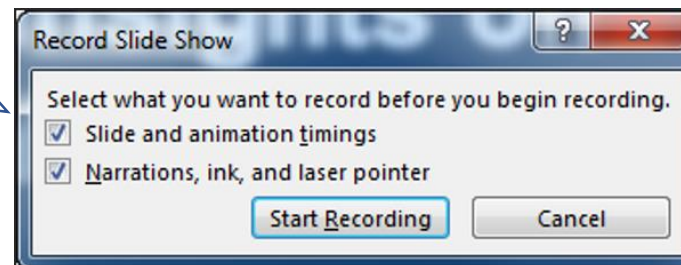 Record Slide Show
?
X
Select what you want to record before you begin recording.
Slide and animation timings
Narrations, ink, and laser pointer
Start Recording
Cancel